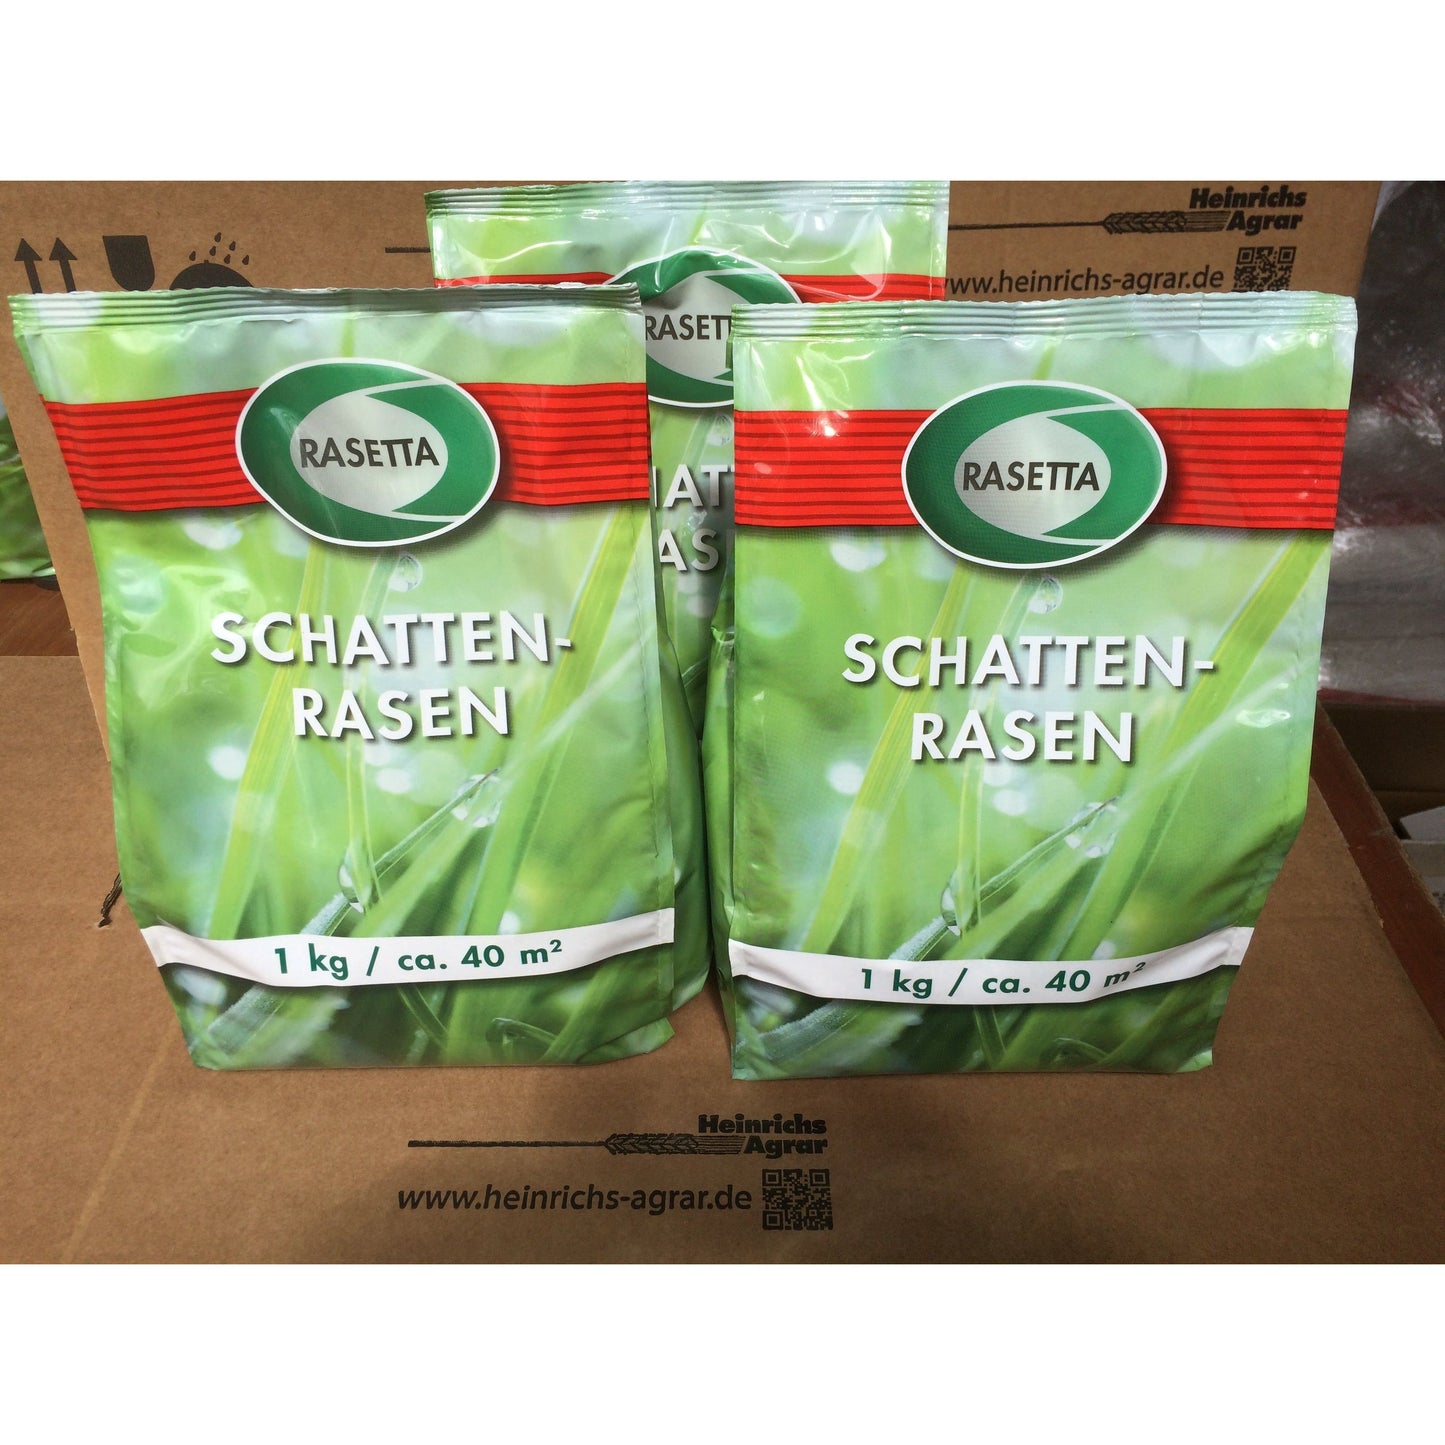 Heinrichs
Agrar
www.heinrichs-agrar.de
RASETTA
SCHATTEN-
RASEN
1 kg / ca. 40 m²
RASETTA
SCHATTEN-
RASEN
1 kg / ca. 40 m²
Heinrichs
Agrar
www.heinrichs-agrar.de